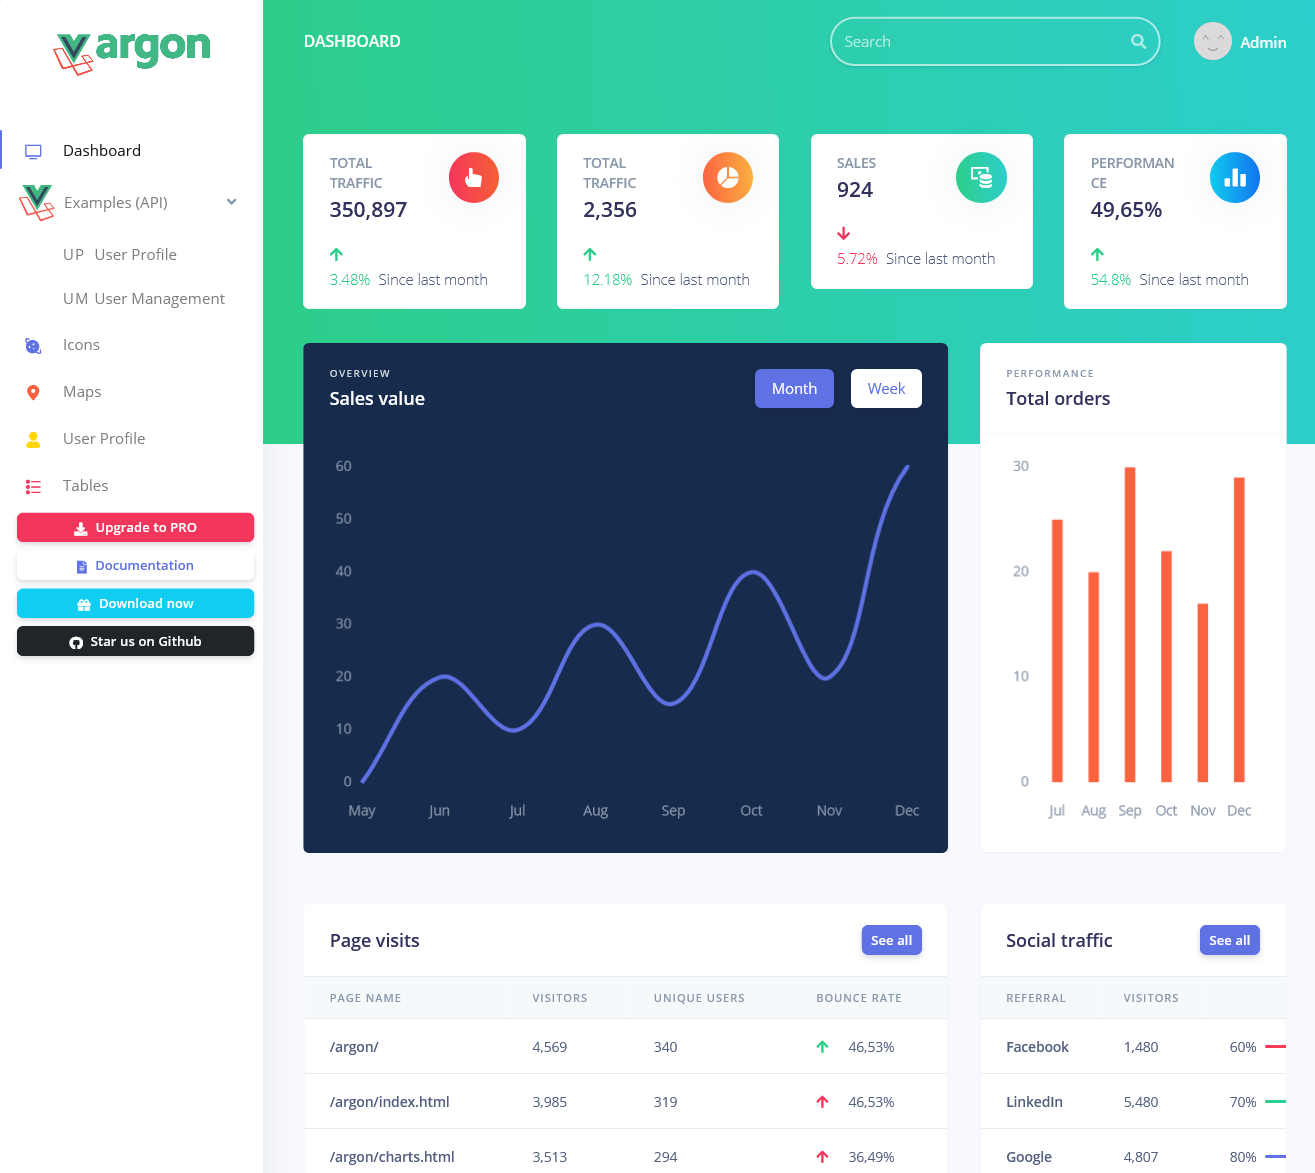 argon
DASHBOARD
Search
Admin
Dashboard
Examples (API)
UP User Profile
UM User Management
Icons
Maps
User Profile
Tables
Upgrade to PRO
Documentation
Download now
Star us on Github
TOTAL
TRAFFIC
350,897
3.48% Since last month
TOTAL
TRAFFIC
2,356
12.18% Since last month
SALES
924
5.72% Since last month
PERFORMAN
CE
49,65%
54.8% Since last month
OVERVIEW
Sales value
Month
Week
60
50
40
30
20
10
0
May Jun Jul Aug Sep Oct Nov Dec
PERFORMANCE
Total orders
30
20
10
0
Jul Aug Sep Oct Nov Dec
Page visits
See all
PAGE NAME VISITORS UNIQUE USERS BOUNCE RATE
/argon/ 4,569 340 46,53%
/argon/index.html 3,985 319 46,53%
/argon/charts.html 3,513 294 36,49%
Social traffic
See all
REFERRAL VISITORS
Facebook 1,480 60%
LinkedIn 5,480 70%
Google 4,807 80%